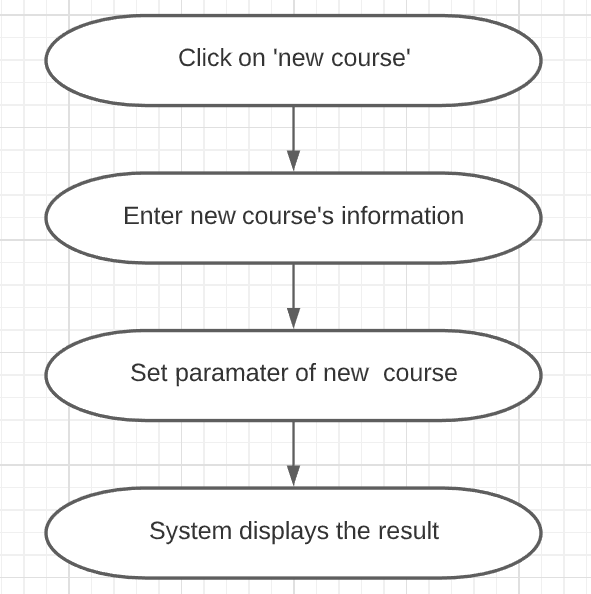 Click on 'new course'
Enter new course's information
Set paramater of new  course
System displays the result